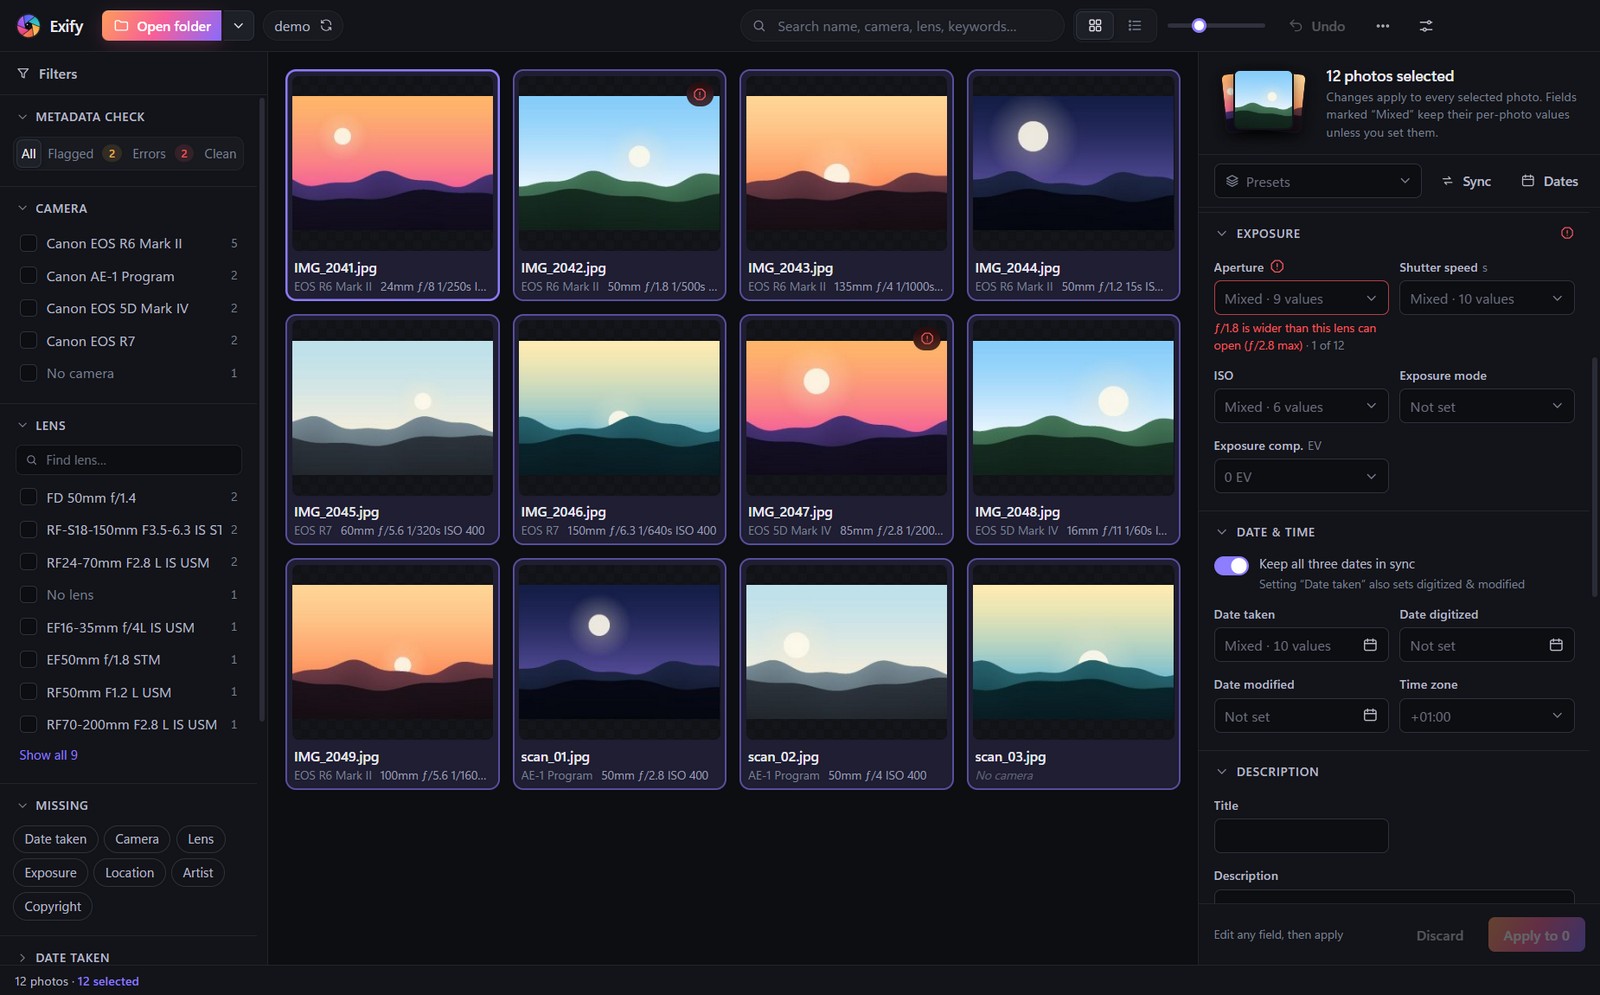 Exify
Open folder
demo
Search name, camera, lens, keywords...
Undo
Filters
METADATA CHECK
All Flagged 2 Errors 2 Clean
CAMERA
Canon EOS R6 Mark II 5
Canon AE-1 Program 2
Canon EOS 5D Mark IV 2
Canon EOS R7 2
No camera 1
LENS
Find lens...
FD 50mm f/1.4 2
RF-S18-150mm F3.5-6.3 IS ST 2
RF24-70mm F2.8 L IS USM 2
No lens 1
EF16-35mm f/4L IS USM 1
EF50mm f/1.8 STM 1
RF50mm F1.2 L USM 1
RF70-200mm F2.8 L IS USM 1
Show all 9
MISSING
Date taken Camera Lens
Exposure Location Artist
Copyright
DATE TAKEN
IMG_2041.jpg
EOS R6 Mark II 24mm ƒ/8 1/250s I...
IMG_2042.jpg
EOS R6 Mark II 50mm ƒ/1.8 1/500s ...
IMG_2043.jpg
EOS R6 Mark II 135mm ƒ/4 1/1000s...
IMG_2044.jpg
EOS R6 Mark II 50mm ƒ/1.2 15s IS...
IMG_2045.jpg
EOS R7 60mm ƒ/5.6 1/320s ISO 400
IMG_2046.jpg
EOS R7 150mm ƒ/6.3 1/640s ISO 400
IMG_2047.jpg
EOS 5D Mark IV 85mm ƒ/2.8 1/200...
IMG_2048.jpg
EOS 5D Mark IV 16mm ƒ/11 1/60s I...
IMG_2049.jpg
EOS R6 Mark II 100mm ƒ/5.6 1/160...
scan_01.jpg
AE-1 Program 50mm ƒ/2.8 ISO 400
scan_02.jpg
AE-1 Program 50mm ƒ/4 ISO 400
scan_03.jpg
No camera
12 photos selected
Changes apply to every selected photo. Fields
marked “Mixed” keep their per-photo values
unless you set them.
Presets Sync Dates
EXPOSURE
Aperture Shutter speed s
Mixed · 9 values Mixed · 10 values
ƒ/1.8 is wider than this lens can
open (ƒ/2.8 max) · 1 of 12
ISO Exposure mode
Mixed · 6 values Not set
Exposure comp. EV
0 EV
DATE & TIME
Keep all three dates in sync
Setting “Date taken” also sets digitized & modified
Date taken Date digitized
Mixed · 10 values Not set
Date modified Time zone
Not set +01:00
DESCRIPTION
Title
Description
Edit any field, then apply Discard Apply to 0
12 photos · 12 selected